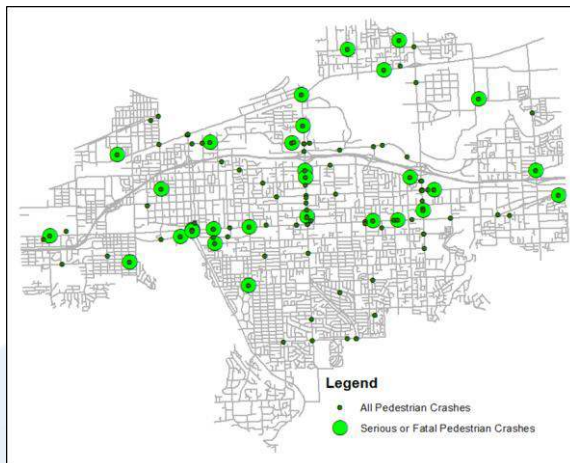 Legend
All Pedestrian Crashes
Serious or Fatal Pedestrian Crashes